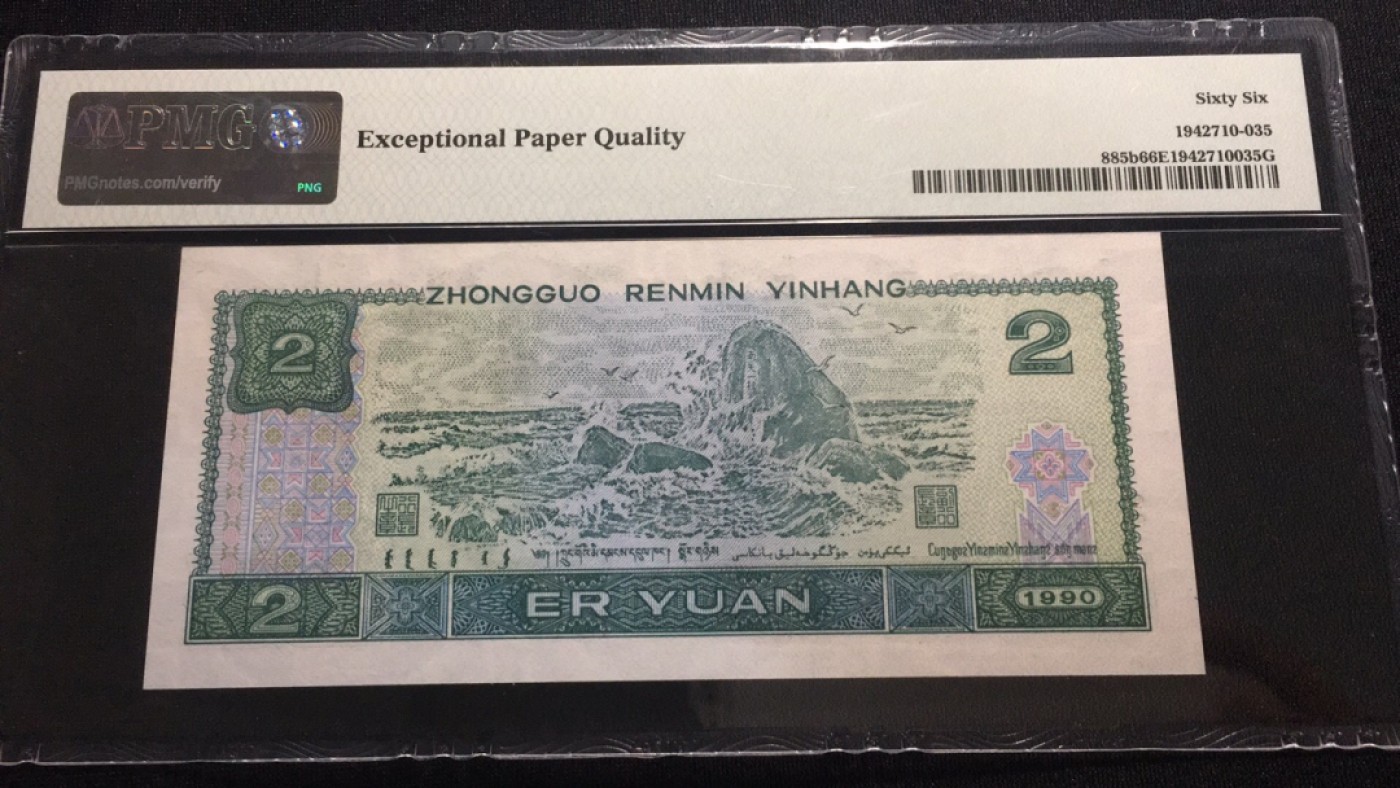 PMG
PMGnotes.com/verify
PNG
Exceptional Paper Quality
Sixty Six
1942710-035
885b66E1942710035G
ZHONGGUO RENMIN YINHANG
2
2
2
ER YUAN
1990